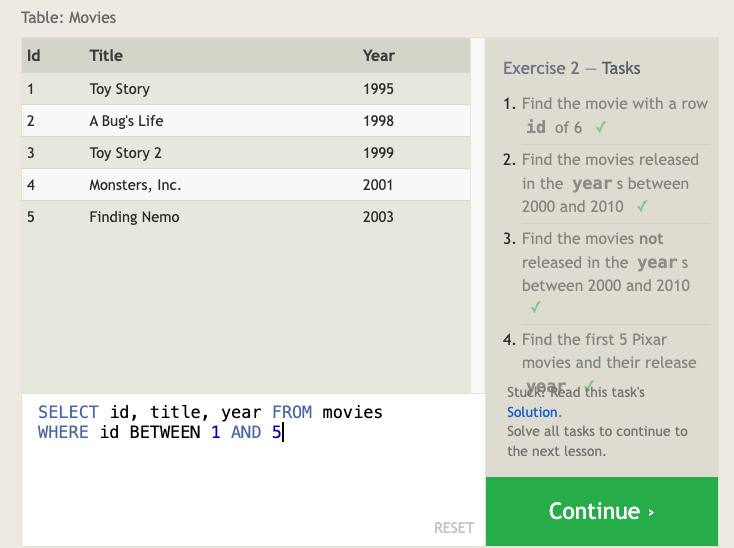 Table: Movies
Id Title Year
1 Toy Story 1995
2 A Bug's Life 1998
3 Toy Story 2 1999
4 Monsters, Inc. 2001
5 Finding Nemo 2003
SELECT id, title, year FROM movies
WHERE id BETWEEN 1 AND 5
RESET
Exercise 2 — Tasks
1. Find the movie with a row
id of 6 ✓
2. Find the movies released
in the year s between
2000 and 2010 ✓
3. Find the movies not
released in the year s
between 2000 and 2010
✓
4. Find the first 5 Pixar
movies and their release
year ✓
Stuck? Read this task's
Solution.
Solve all tasks to continue to
the next lesson.
Continue ›